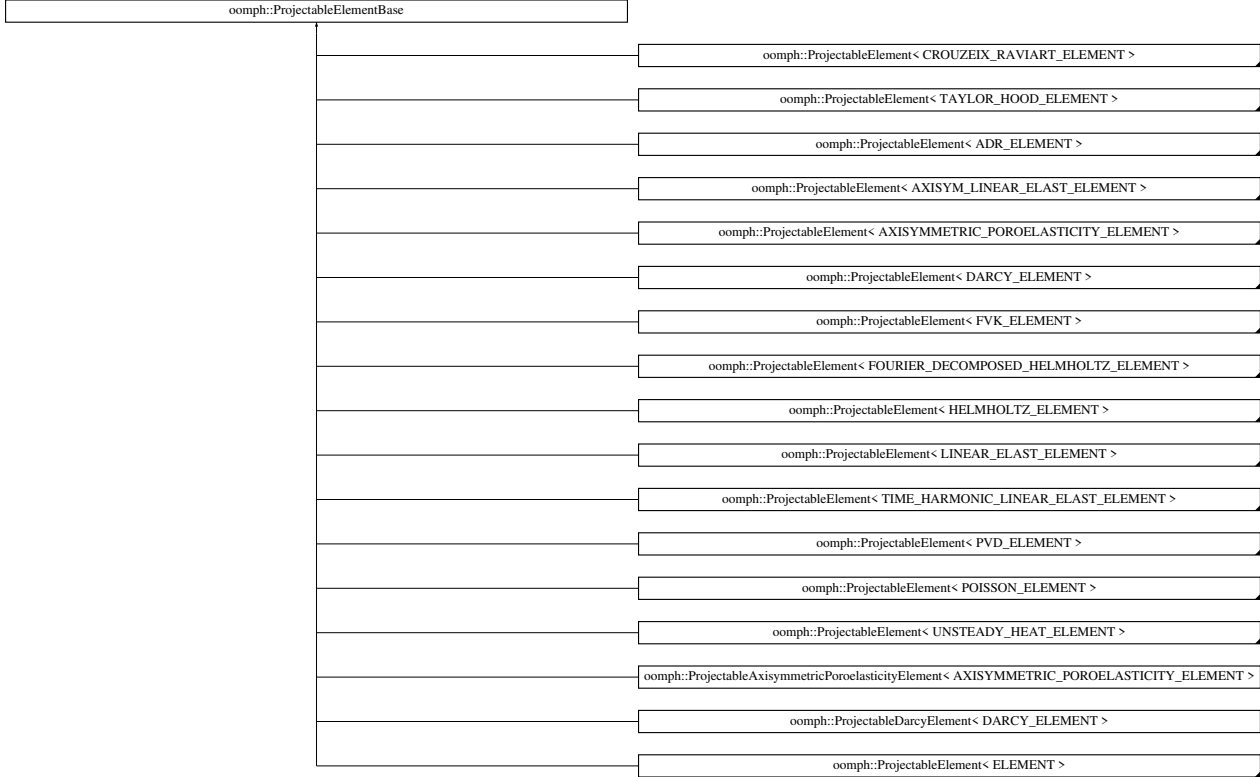 oomph::ProjectableElementBase
oomph::ProjectableElement< CROUZEIX_RAVIART_ELEMENT >
oomph::ProjectableElement< TAYLOR_HOOD_ELEMENT >
oomph::ProjectableElement< ADR_ELEMENT >
oomph::ProjectableElement< AXISYM_LINEAR_ELAST_ELEMENT >
oomph::ProjectableElement< AXISYMMETRIC_POROELASTICITY_ELEMENT >
oomph::ProjectableElement< DARCY_ELEMENT >
oomph::ProjectableElement< FVK_ELEMENT >
oomph::ProjectableElement< FOURIER_DECOMPOSED_HELMHOLTZ_ELEMENT >
oomph::ProjectableElement< HELMHOLTZ_ELEMENT >
oomph::ProjectableElement< LINEAR_ELAST_ELEMENT >
oomph::ProjectableElement< TIME_HARMONIC_LINEAR_ELAST_ELEMENT >
oomph::ProjectableElement< PVD_ELEMENT >
oomph::ProjectableElement< POISSON_ELEMENT >
oomph::ProjectableElement< UNSTEADY_HEAT_ELEMENT >
oomph::ProjectableAxisymmetricPoroelasticityElement< AXISYMMETRIC_POROELASTICITY_ELEMENT >
oomph::ProjectableDarcyElement< DARCY_ELEMENT >
oomph::ProjectableElement< ELEMENT >